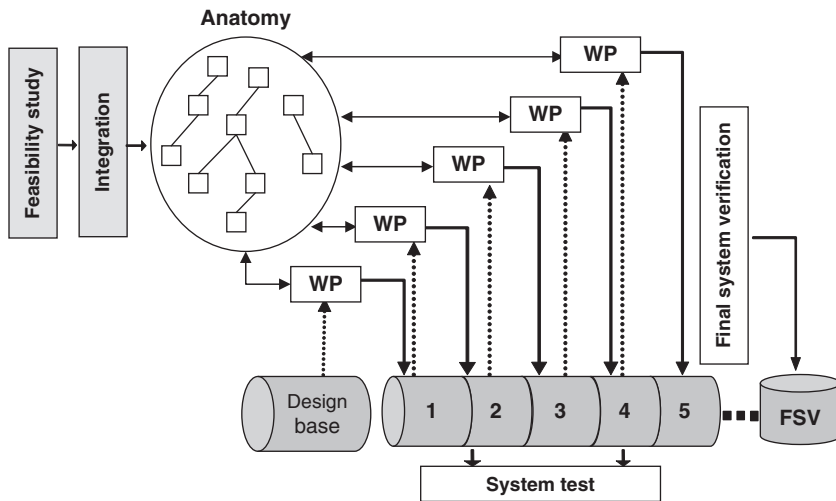 Anatomy
Feasibility study
Integration
WP
WP
WP
WP
WP
Final system verification
Design
base
1
2
3
4
5
FSV
System test